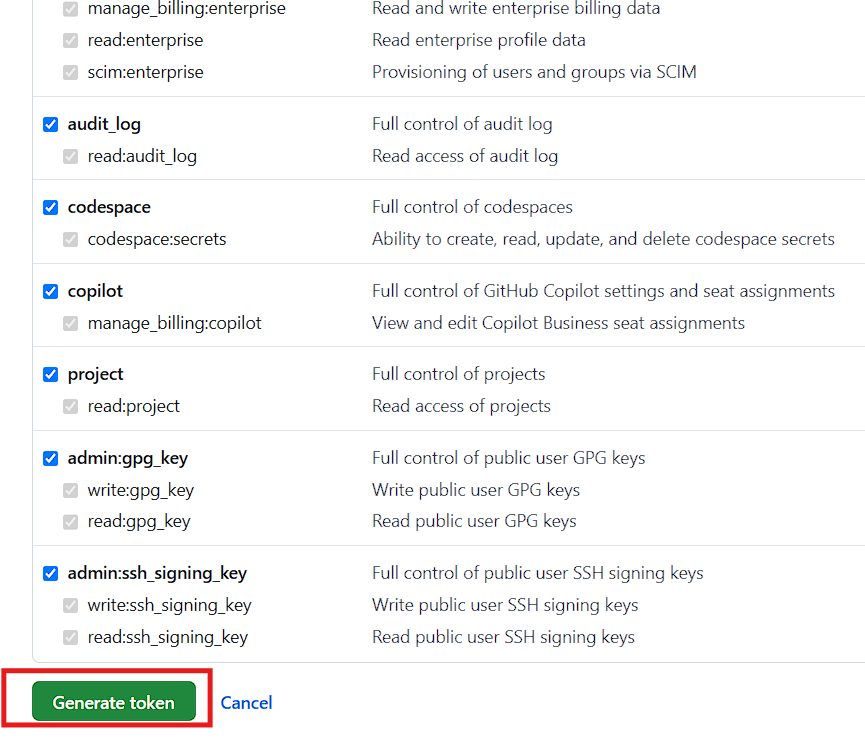 manage_billing:enterprise Read and write enterprise billing data
read:enterprise Read enterprise profile data
scim:enterprise Provisioning of users and groups via SCIM
audit_log Full control of audit log
read:audit_log Read access of audit log
codespace Full control of codespaces
codespace:secrets Ability to create, read, update, and delete codespace secrets
copilot Full control of GitHub Copilot settings and seat assignments
manage_billing:copilot View and edit Copilot Business seat assignments
project Full control of projects
read:project Read access of projects
admin:gpg_key Full control of public user GPG keys
write:gpg_key Write public user GPG keys
read:gpg_key Read public user GPG keys
admin:ssh_signing_key Full control of public user SSH signing keys
write:ssh_signing_key Write public user SSH signing keys
read:ssh_signing_key Read public user SSH signing keys
Generate token Cancel